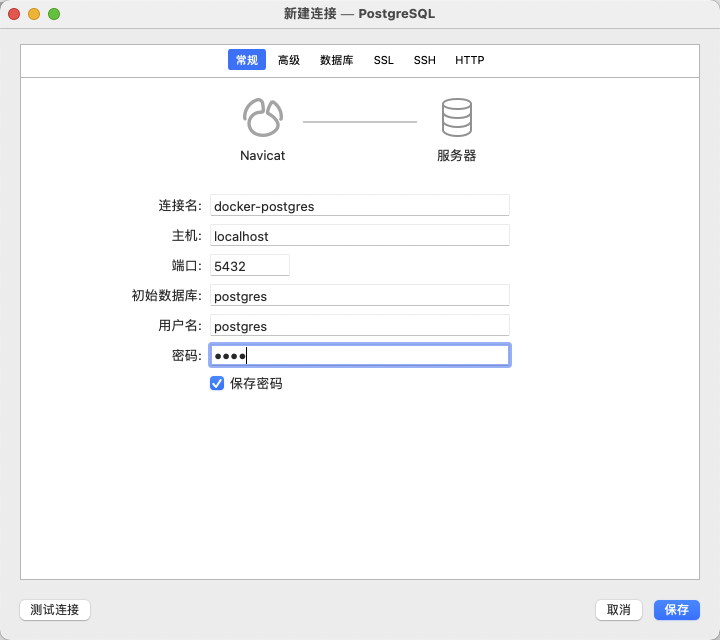 新建连接 — PostgreSQL
常规 高级 数据库 SSL SSH HTTP
Navicat 服务器
连接名: docker-postgres
主机: localhost
端口: 5432
初始数据库: postgres
用户名: postgres
密码: ••••
保存密码
测试连接 取消 保存